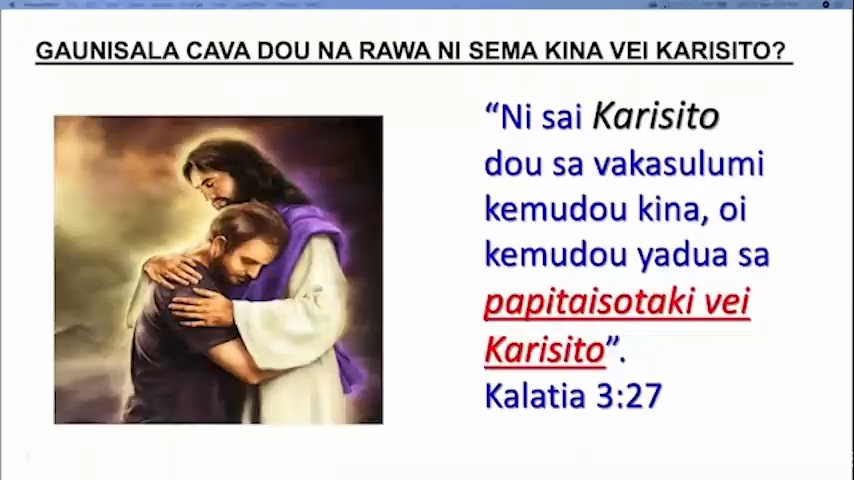 GAUNISALA CAVA DOU NA RAWA NI SEMA KINA VEI KARISITO?
“Ni sai Karisito
dou sa vakasulumi
kemudou kina, oi
kemudou yadua sa
papitaisotaki vei
Karisito”.
Kalatia 3:27